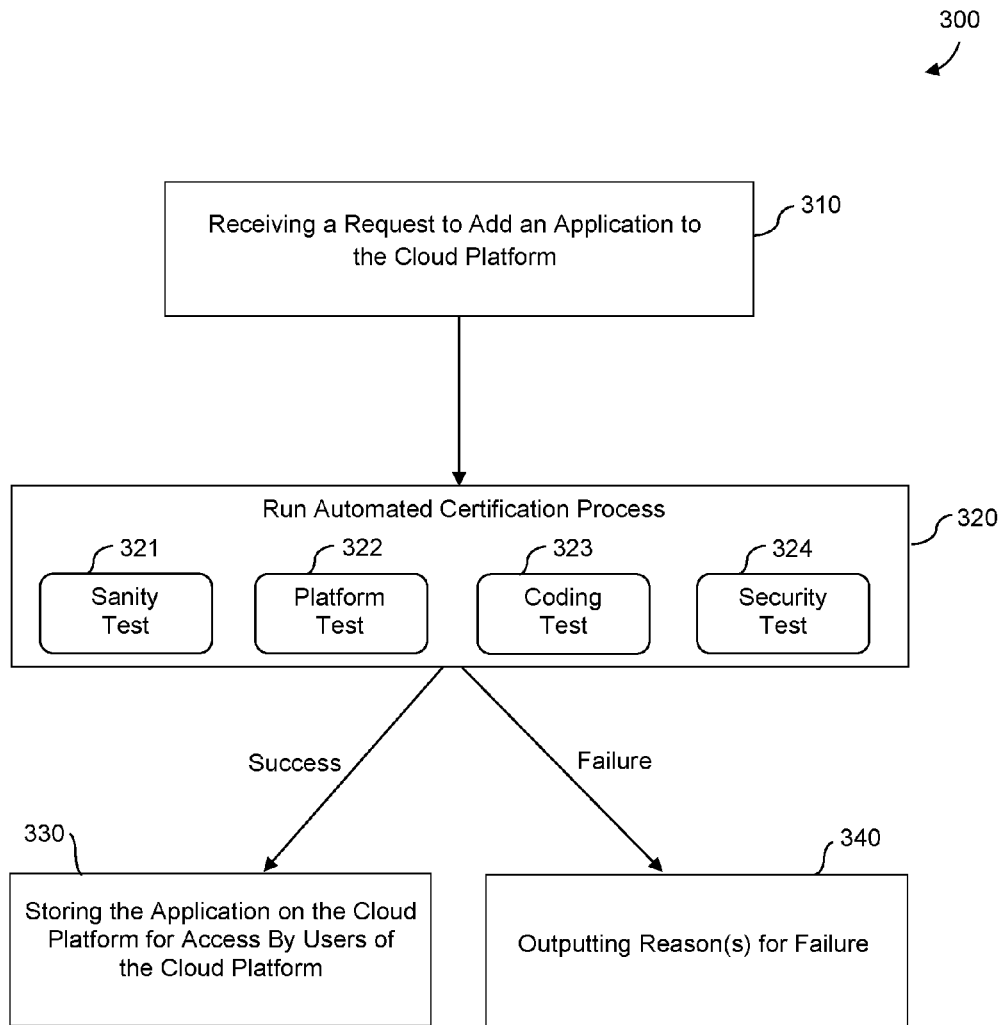 300
Receiving a Request to Add an Application to
the Cloud Platform
310
Run Automated Certification Process
320
321
322
323
324
Sanity
Test
Platform
Test
Coding
Test
Security
Test
Success
Failure
330
340
Storing the Application on the Cloud
Platform for Access By Users of
the Cloud Platform
Outputting Reason(s) for Failure